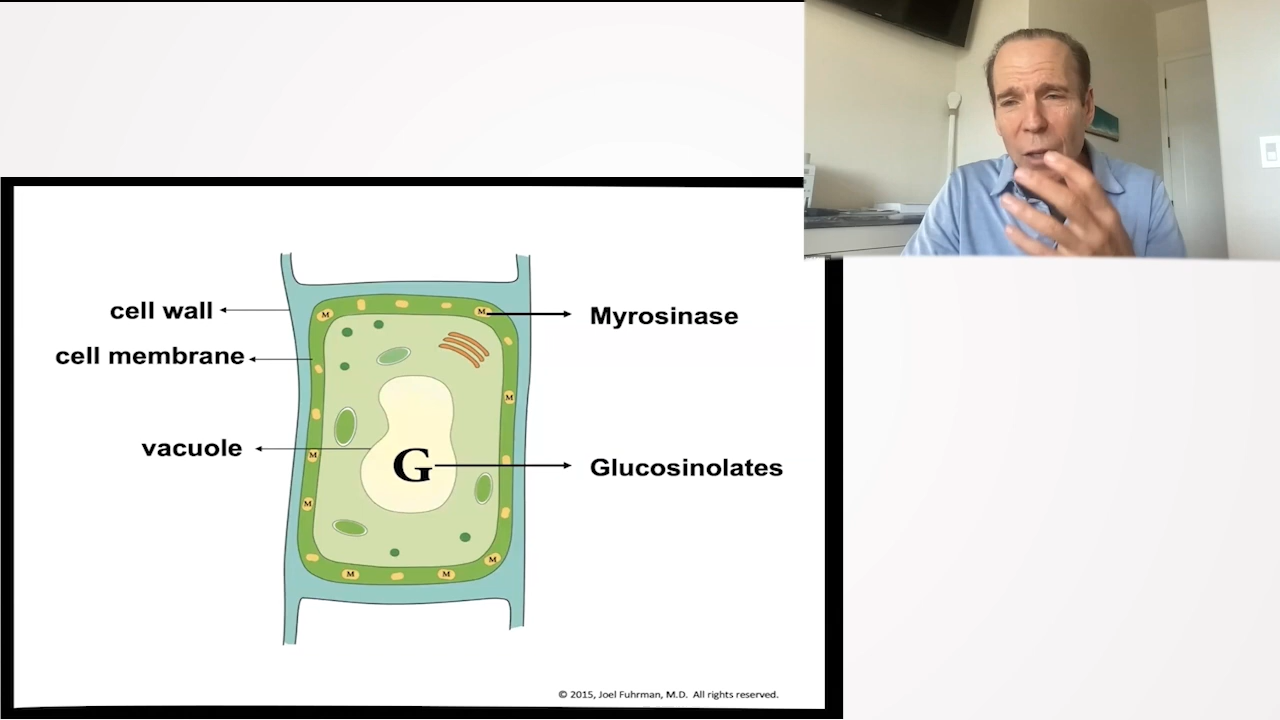 cell wall
Myrosinase
cell membrane
vacuole
Glucosinolates
G
M
M
M
M
M
M
M
M
© 2015, Joel Fuhrman, M.D. All rights reserved.